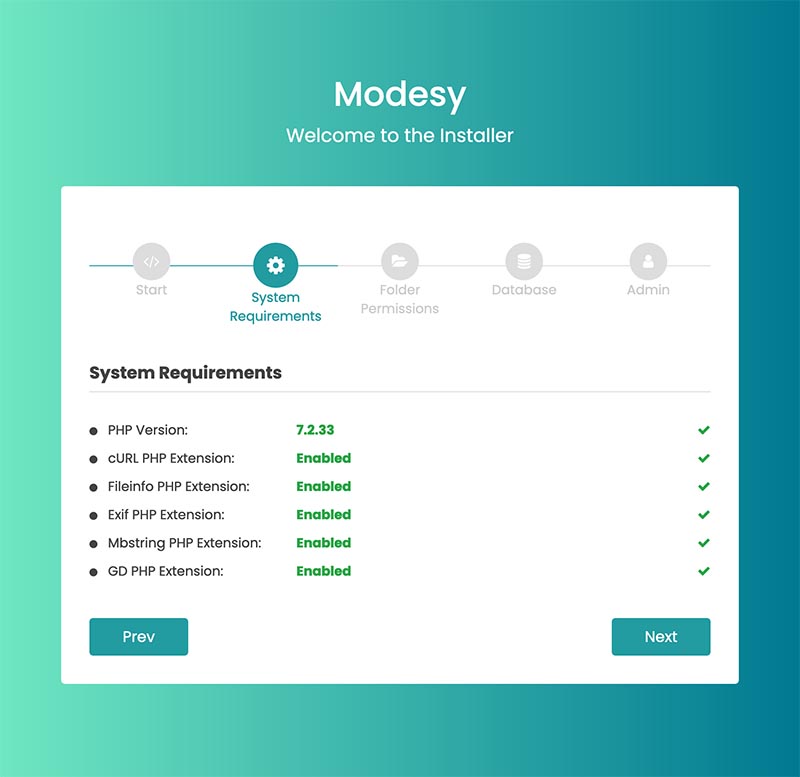 Modesy
Welcome to the Installer
Start
System
Requirements
Folder
Permissions
Database
Admin
System Requirements
PHP Version: 7.2.33
cURL PHP Extension: Enabled
Fileinfo PHP Extension: Enabled
Exif PHP Extension: Enabled
Mbstring PHP Extension: Enabled
GD PHP Extension: Enabled
Prev Next